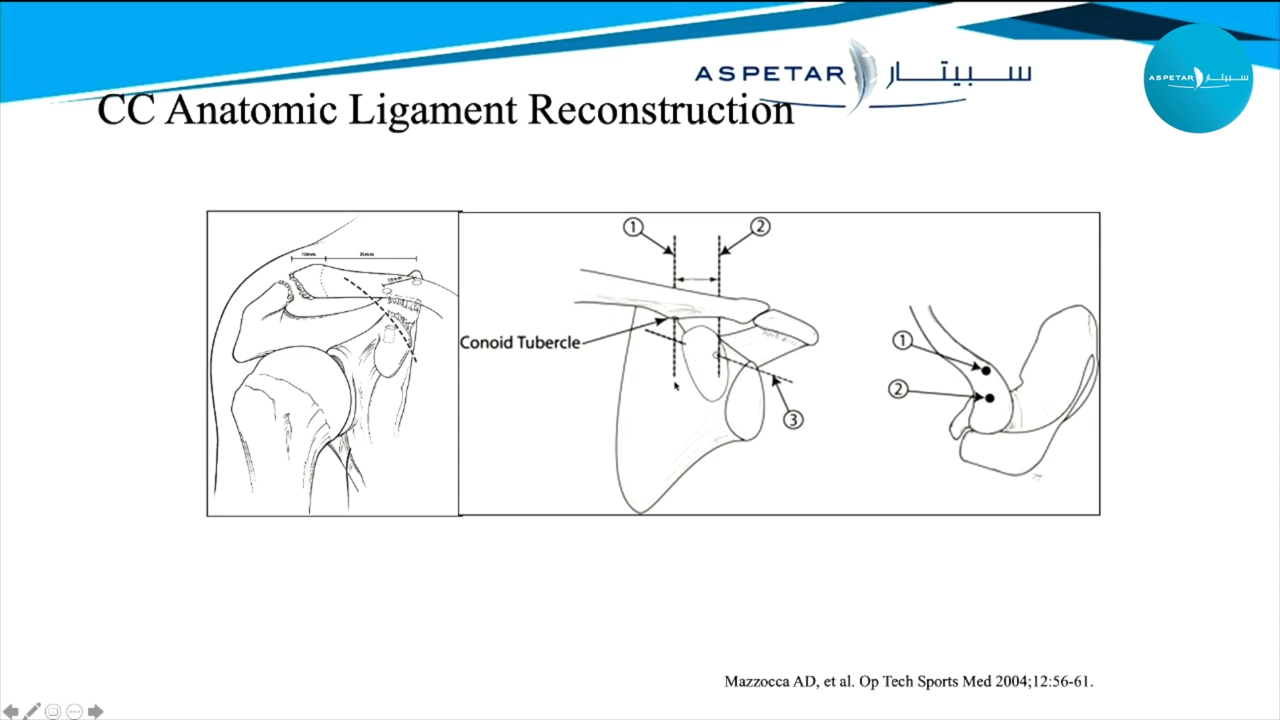 ASPETAR سبيتار
ASPETAR سبيتار
CC Anatomic Ligament Reconstruction
1
2
10mm
Conoid Tubercle
1
2
3
Mazzocca AD, et al. Op Tech Sports Med 2004;12:56-61.